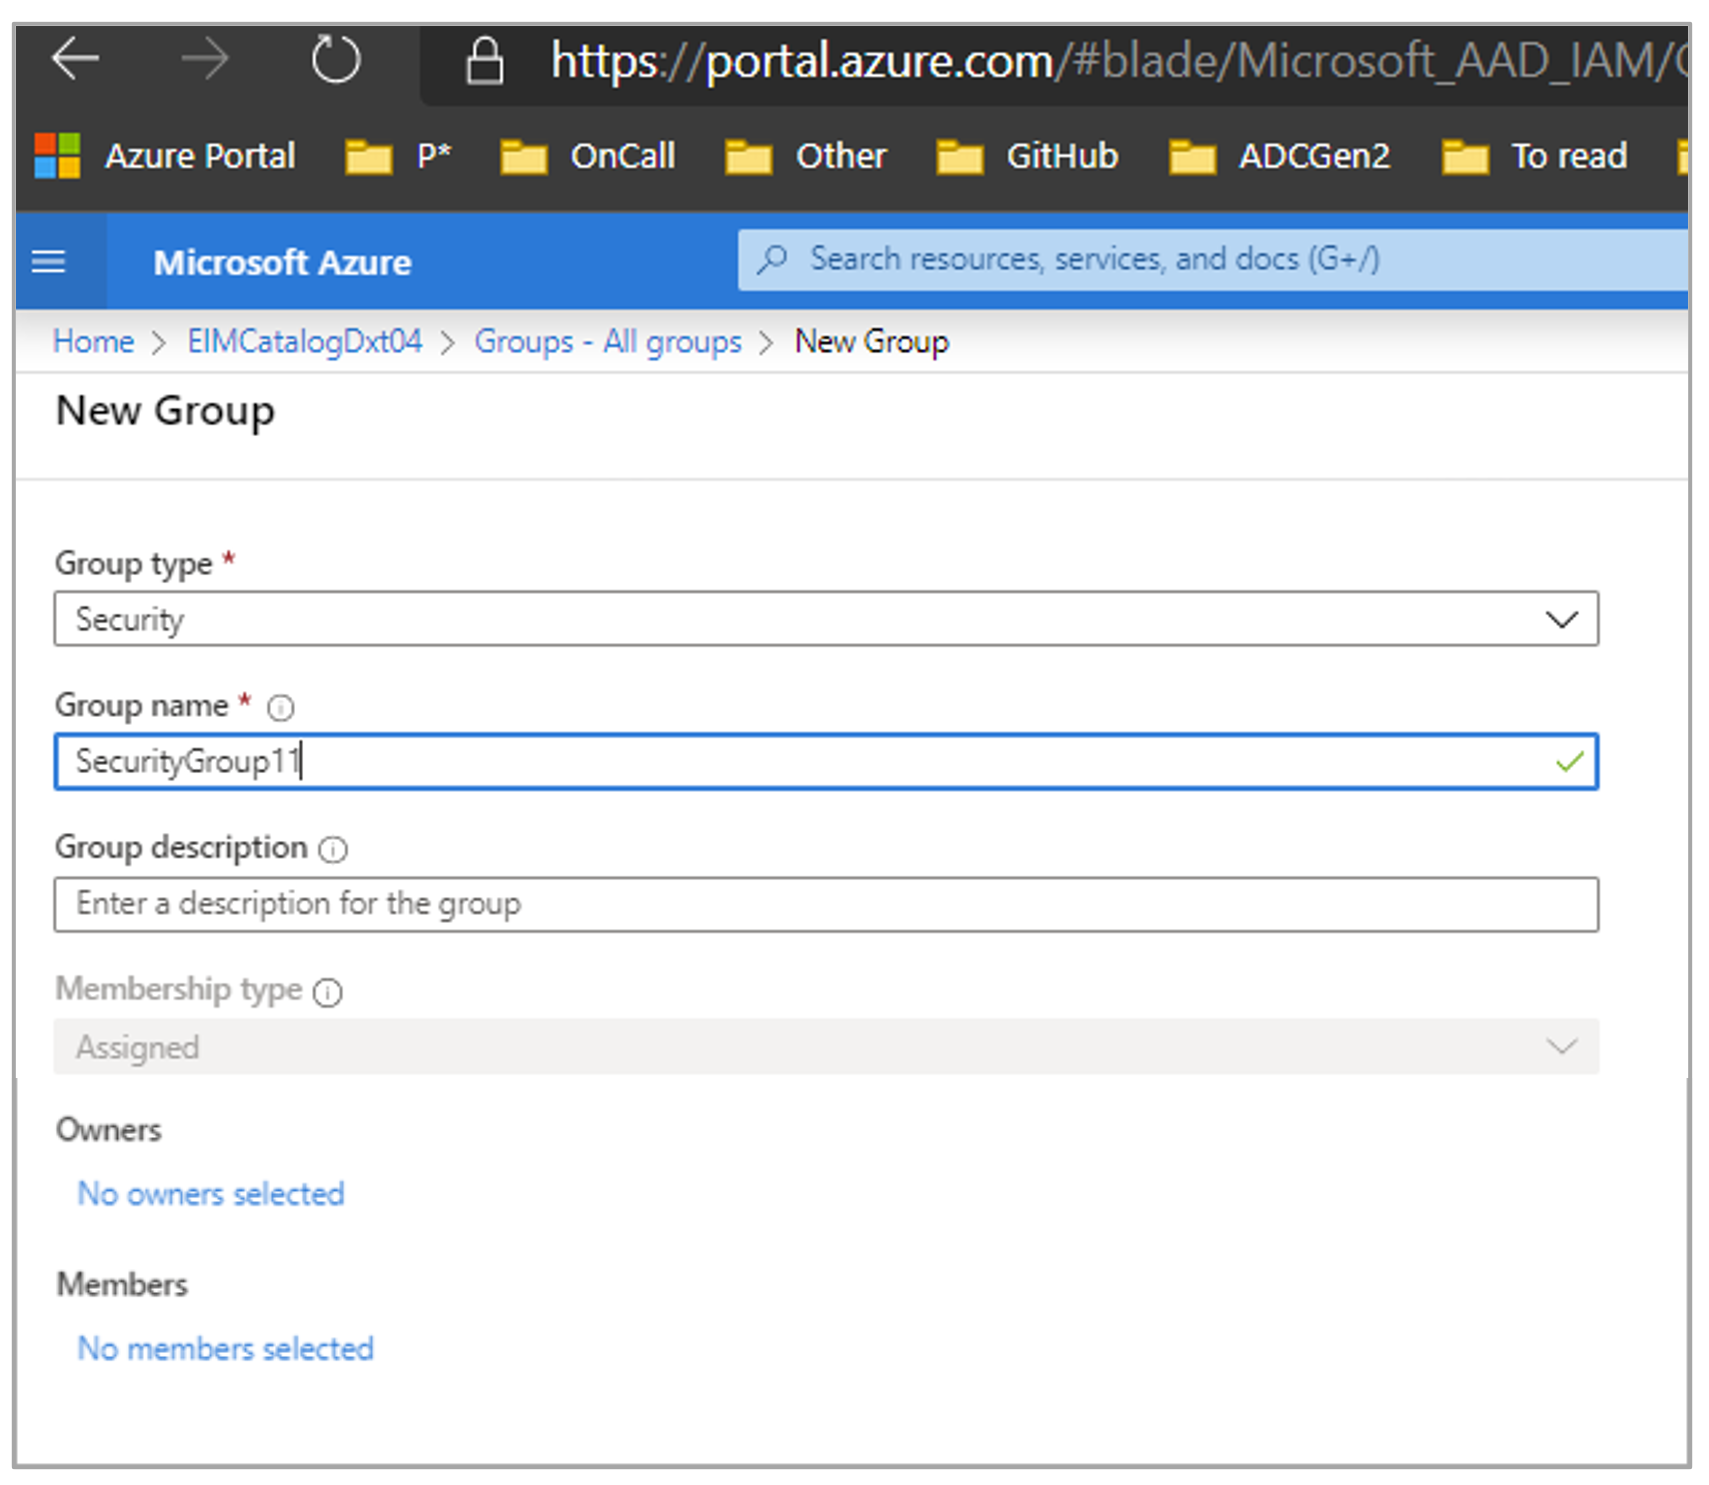 https://portal.azure.com/#blade/Microsoft_AAD_IAM/
Azure Portal P* OnCall Other GitHub ADCGen2 To read
Microsoft Azure Search resources, services, and docs (G+/)
Home > EIMCatalogDxt04 > Groups - All groups > New Group
New Group
Group type *
Security
Group name *
SecurityGroup11
Group description
Enter a description for the group
Membership type
Assigned
Owners
No owners selected
Members
No members selected